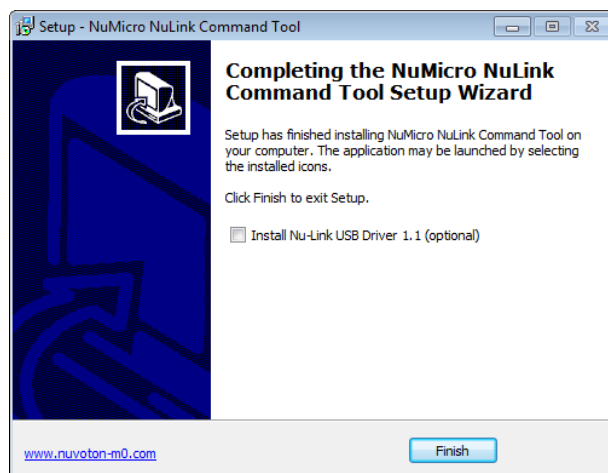 Setup - NuMicro NuLink Command Tool
Completing the NuMicro NuLink
Command Tool Setup Wizard
Setup has finished installing NuMicro NuLink Command Tool on
your computer. The application may be launched by selecting
the installed icons.
Click Finish to exit Setup.
Install Nu-Link USB Driver 1.1 (optional)
www.nuvoton-m0.com
Finish